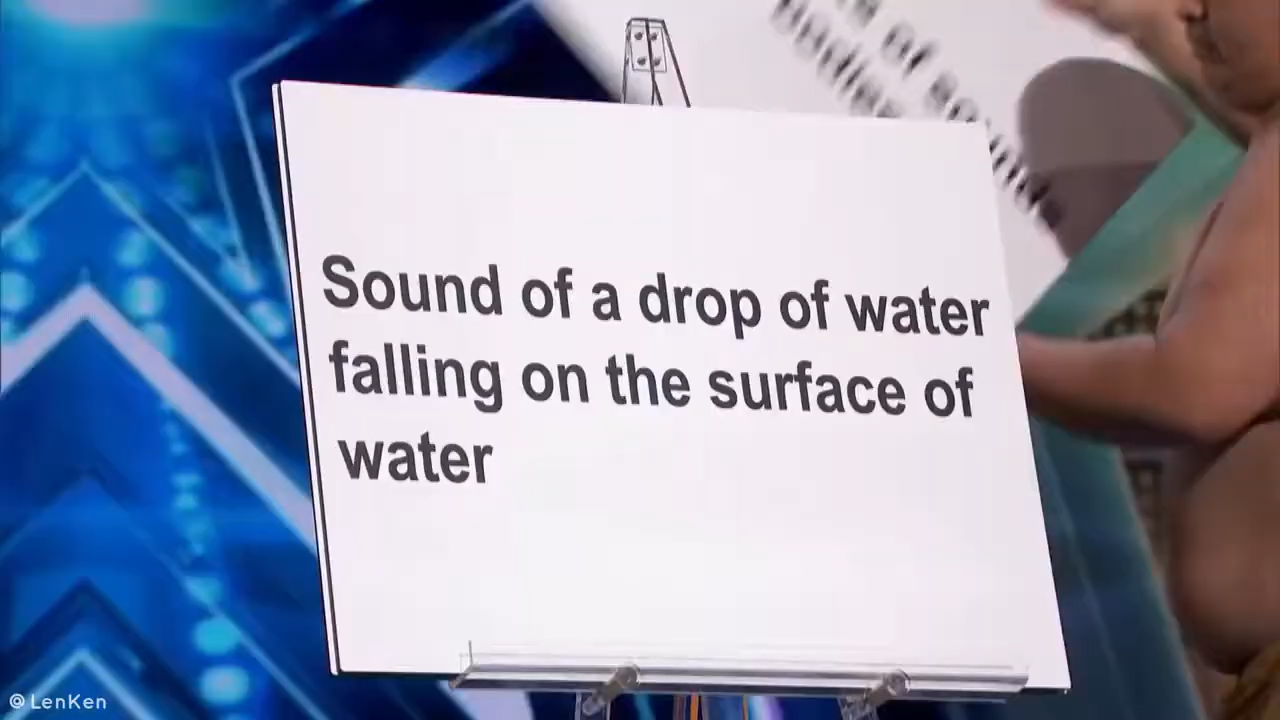 Sound of a drop of water
falling on the surface of
water
@LenKen